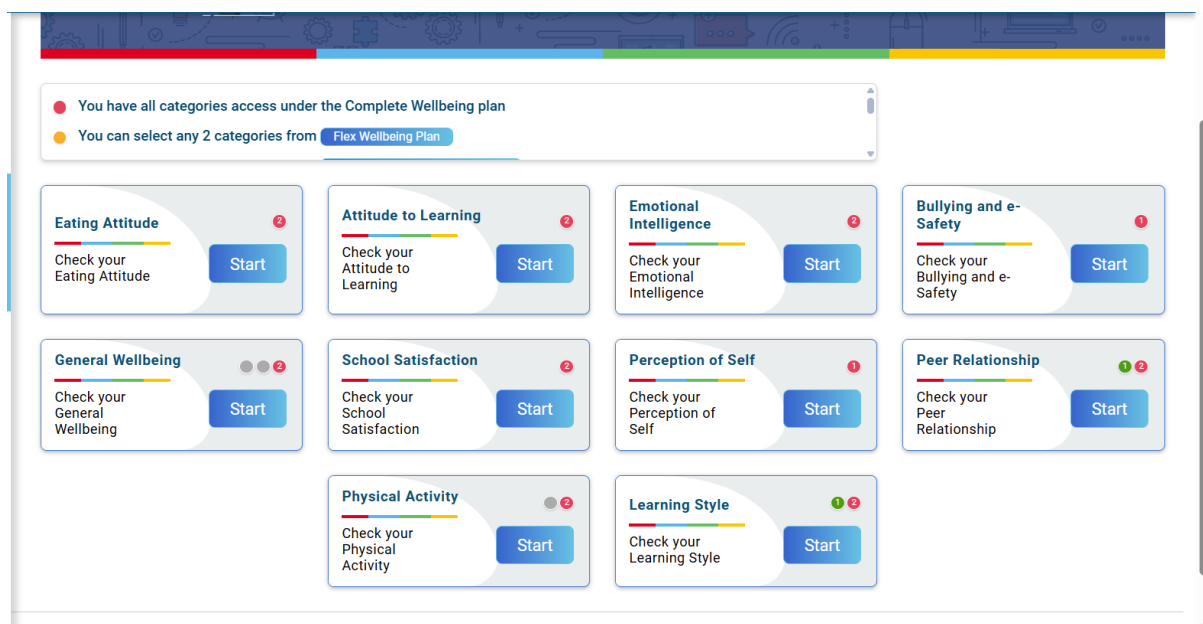 You have all categories access under the Complete Wellbeing plan
You can select any 2 categories from Flex Wellbeing Plan
Eating Attitude
2
Check your
Eating Attitude
Start
Attitude to Learning
2
Check your
Attitude to
Learning
Start
Emotional
Intelligence
2
Check your
Emotional
Intelligence
Start
Bullying and e-
Safety
1
Check your
Bullying and e-
Safety
Start
General Wellbeing
2
Check your
General
Wellbeing
Start
School Satisfaction
2
Check your
School
Satisfaction
Start
Perception of Self
1
Check your
Perception of
Self
Start
Peer Relationship
1 2
Check your
Peer
Relationship
Start
Physical Activity
2
Check your
Physical
Activity
Start
Learning Style
1 2
Check your
Learning Style
Start